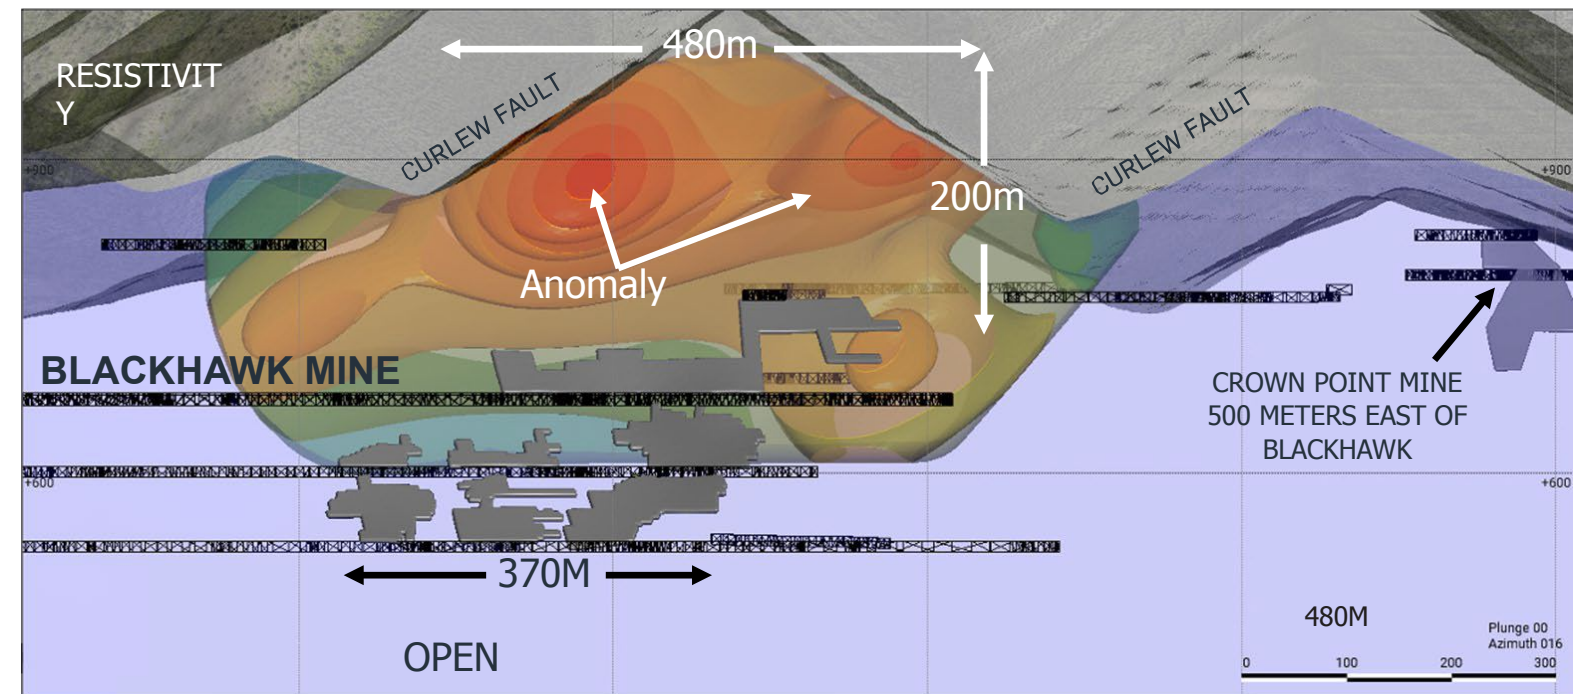 480m
RESISTIVIT
Y
CURLEW FAULT
CURLEW FAULT
+900
+900
200m
Anomaly
BLACKHAWK MINE
CROWN POINT MINE
500 METERS EAST OF
BLACKHAWK
+600
+600
370M
480M
OPEN
Plunge 00
Azimuth 016
0 100 200 300